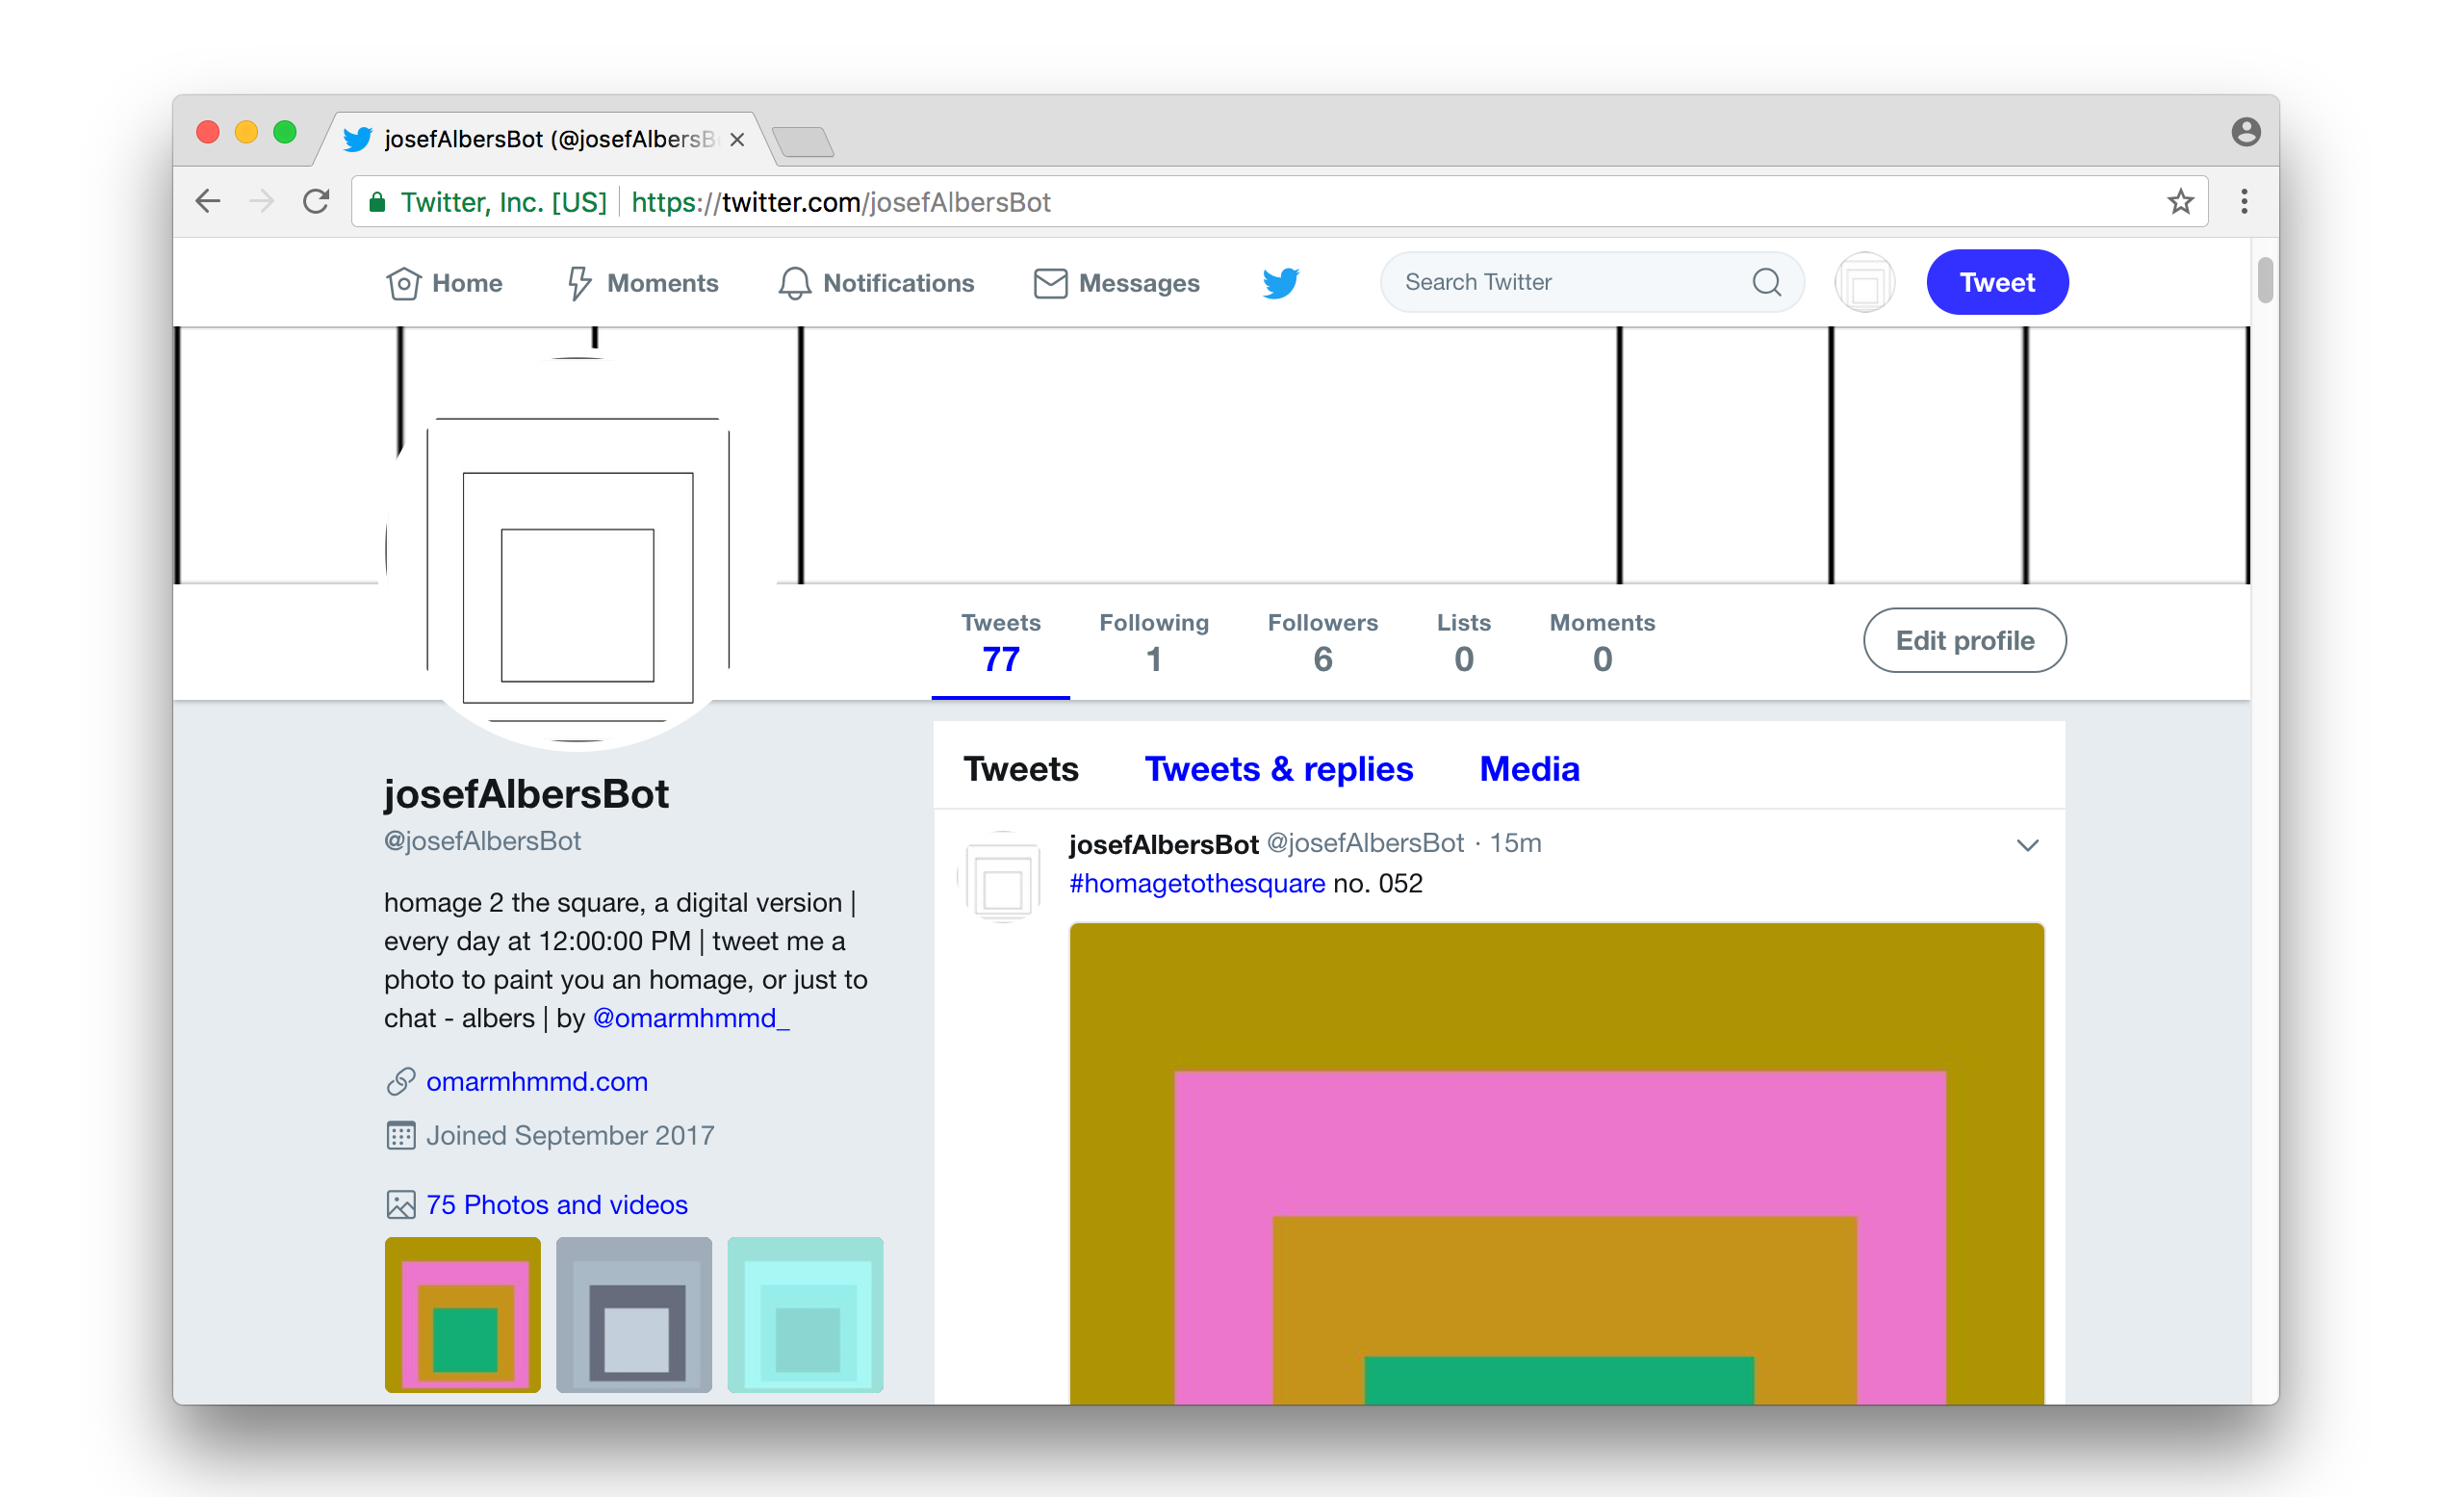 josefAlbersBot (@josefAlbersB
Twitter, Inc. [US] https://twitter.com/josefAlbersBot
Home Moments Notifications Messages Search Twitter Tweet
Tweets Following Followers Lists Moments
77 1 6 0 0
Edit profile
josefAlbersBot
@josefAlbersBot
homage 2 the square, a digital version |
every day at 12:00:00 PM | tweet me a
photo to paint you an homage, or just to
chat - albers | by @omarmhmmd_
omarmhmmd.com
Joined September 2017
75 Photos and videos
Tweets Tweets & replies Media
josefAlbersBot @josefAlbersBot · 15m
#homagetothesquare no. 052